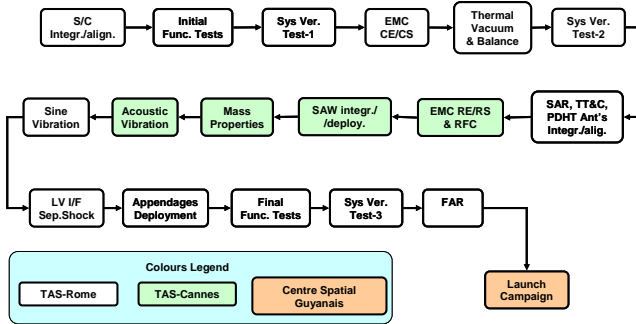 S/C
Integr./align.
Initial
Func. Tests
Sys Ver.
Test-1
EMC
CE/CS
Thermal
Vacuum
& Balance
Sys Ver.
Test-2
Sine
Vibration
Acoustic
Vibration
Mass
Properties
SAW integr./
/deploy.
EMC RE/RS
& RFC
SAR, TT&C,
PDHT Ant's
Integr./alig.
LV I/F
Sep.Shock
Appendages
Deployment
Final
Func. Tests
Sys Ver.
Test-3
FAR
Colours Legend
TAS-Rome
TAS-Cannes
Centre Spatial
Guyanais
Launch
Campaign